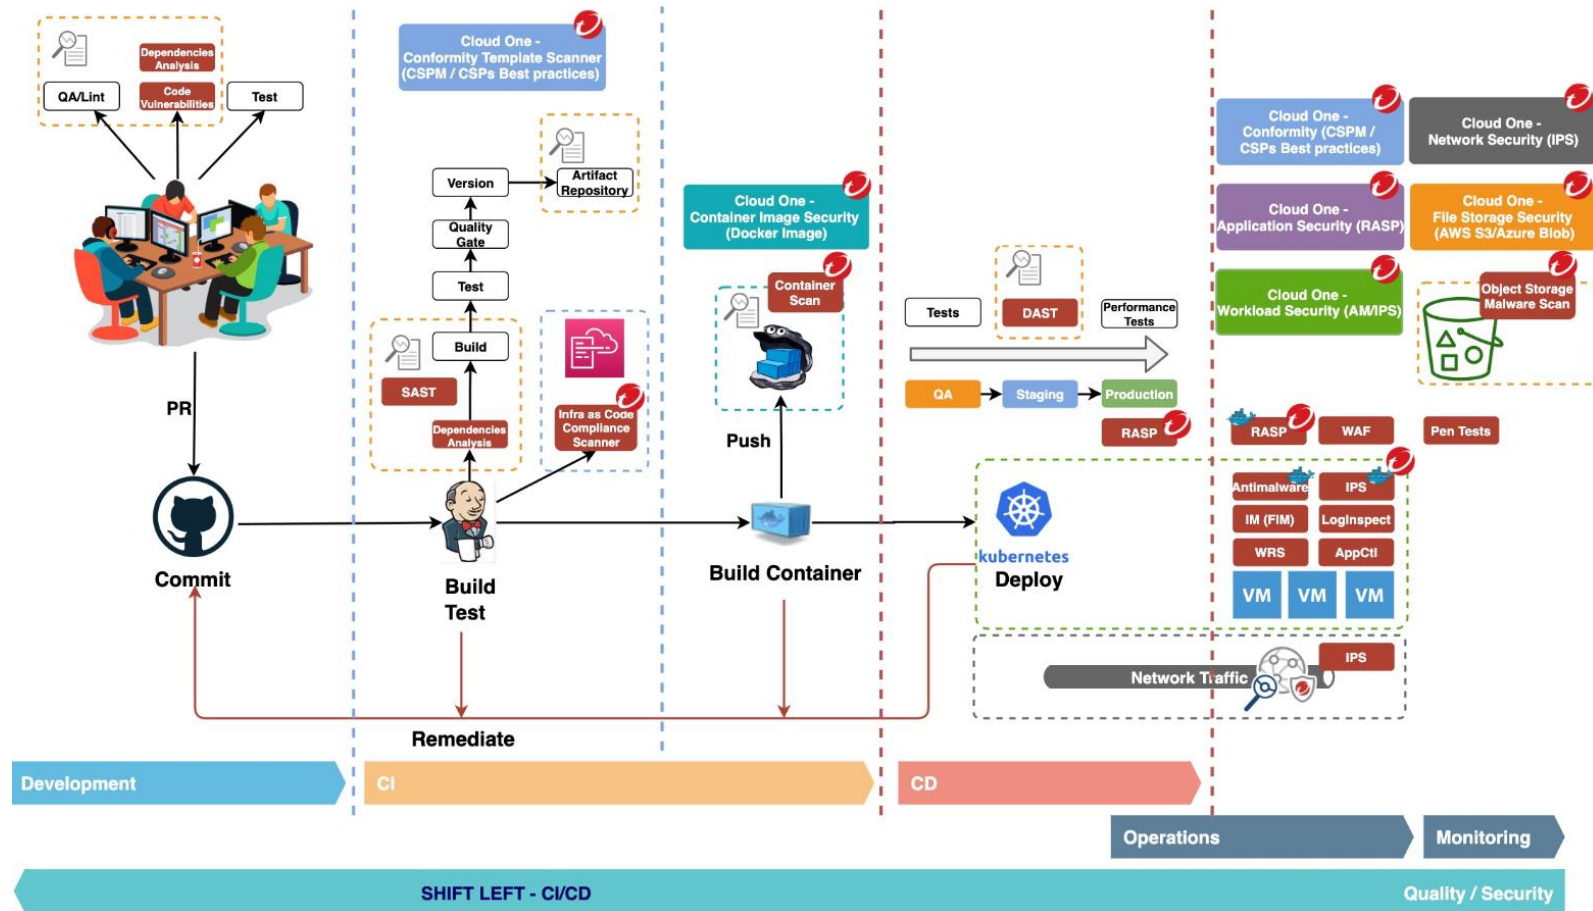 Dependencies
Analysis
QA/Lint
Code
Vulnerabilities
Test
PR
Commit
Cloud One -
Conformity Template Scanner
(CSPM / CSPs Best practices)
Version
Artifact
Repository
Quality
Gate
Test
Build
SAST
Dependencies
Analysis
Infra as Code
Compliance
Scanner
Build
Test
Cloud One -
Container Image Security
(Docker Image)
Container
Scan
Push
Build Container
Tests
DAST
Performance
Tests
QA
Staging
Production
RASP
kubernetes
Deploy
Cloud One -
Conformity (CSPM /
CSPs Best practices)
Cloud One -
Network Security (IPS)
Cloud One -
Application Security (RASP)
Cloud One -
File Storage Security
(AWS S3/Azure Blob)
Cloud One -
Workload Security (AM/IPS)
Object Storage
Malware Scan
RASP
WAF
Pen Tests
Antimalware
IPS
IM (FIM)
LogInspect
WRS
AppCtl
VM
VM
VM
IPS
Network Traffic
Remediate
Development
CI
CD
Operations
Monitoring
SHIFT LEFT - CI/CD
Quality / Security